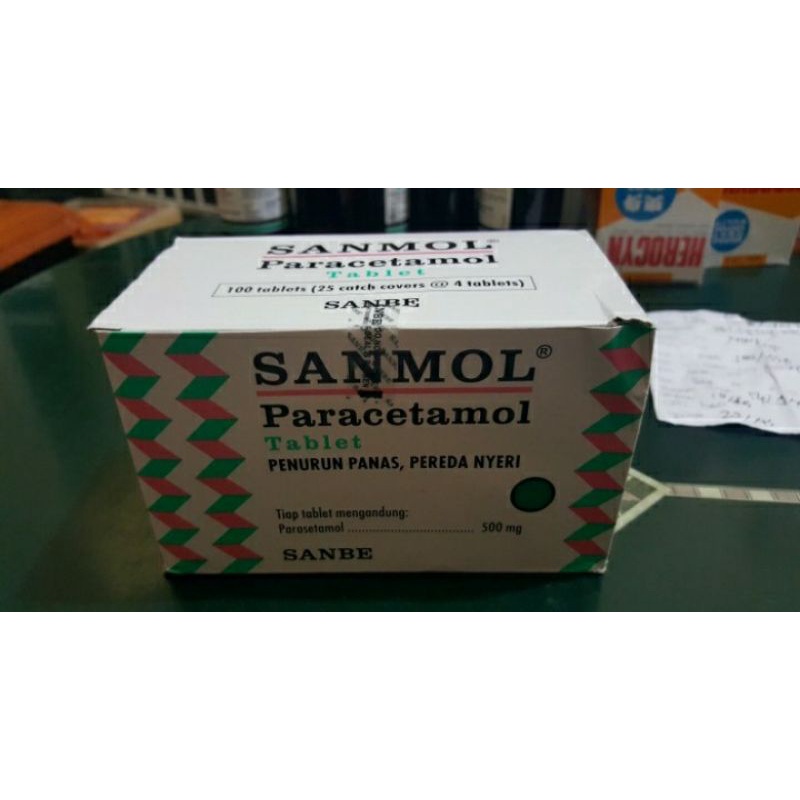 SANMOL®
Paracetamol
Tablet
100 tablets (25 catch covers @ 4 tablets)
SANBE
SANMOL®
Paracetamol
Tablet
PENURUN PANAS, PEREDA NYERI
Tiap tablet mengandung:
Parasetamol .................................. 500 mg
SANBE
HEROCYN